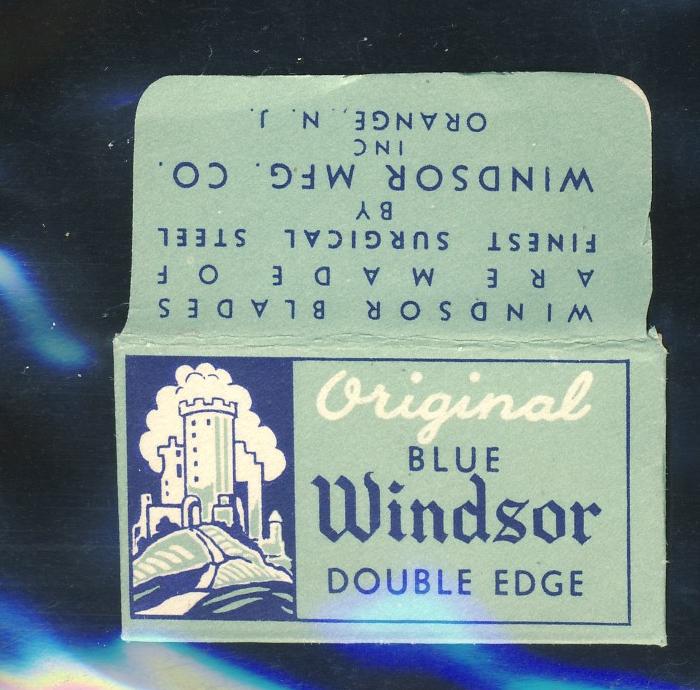 WINDSOR BLADES
ARE MADE OF
FINEST SURGICAL STEEL
BY
WINDSOR MFG. CO.
INC
ORANGE, N. J.
Original
BLUE
Windsor
DOUBLE EDGE